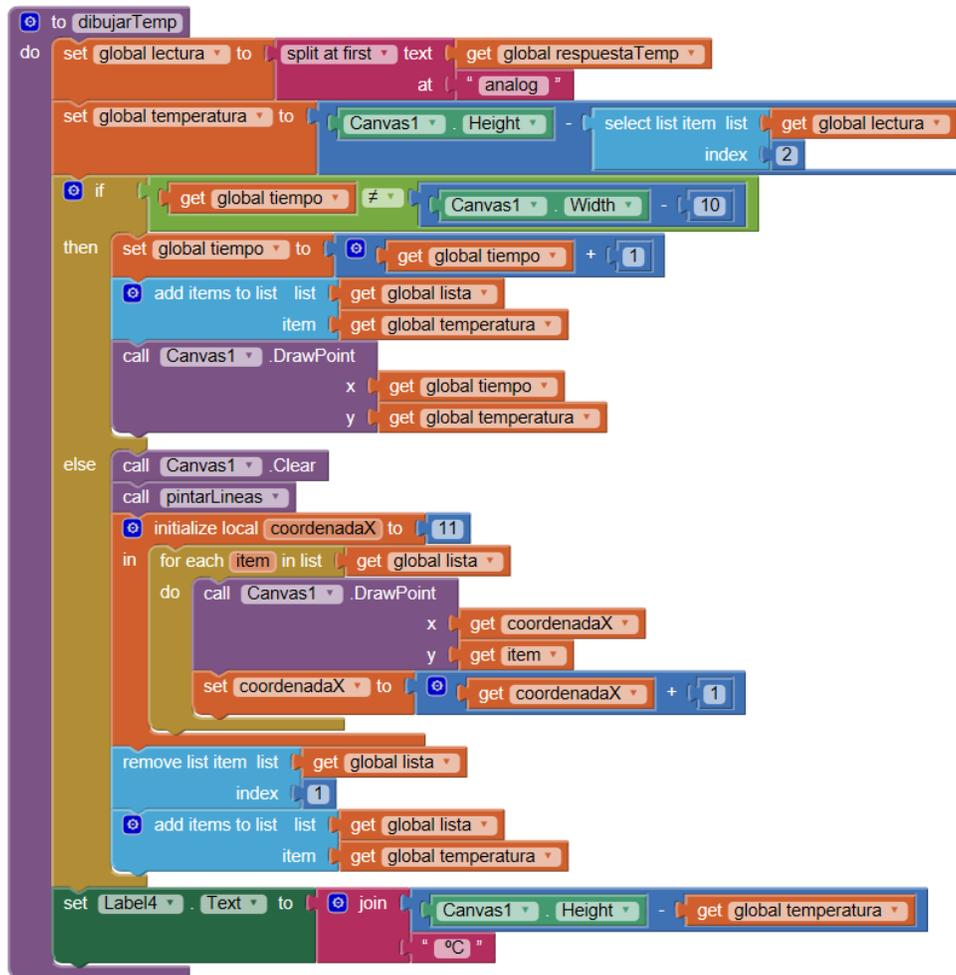 to dibujarTemp
do set global lectura to split at first text get global respuestaTemp
at " analog "
set global temperatura to Canvas1 . Height - select list item list get global lectura
index 2
if get global tiempo ≠ Canvas1 . Width - 10
then set global tiempo to get global tiempo + 1
add items to list list get global lista
item get global temperatura
call Canvas1 .DrawPoint
x get global tiempo
y get global temperatura
else call Canvas1 .Clear
call pintarLineas
initialize local coordenadaX to 11
in for each item in list get global lista
do call Canvas1 .DrawPoint
x get coordenadaX
y get item
set coordenadaX to get coordenadaX + 1
remove list item list get global lista
index 1
add items to list list get global lista
item get global temperatura
set Label4 . Text to join Canvas1 . Height - get global temperatura
" ºC "